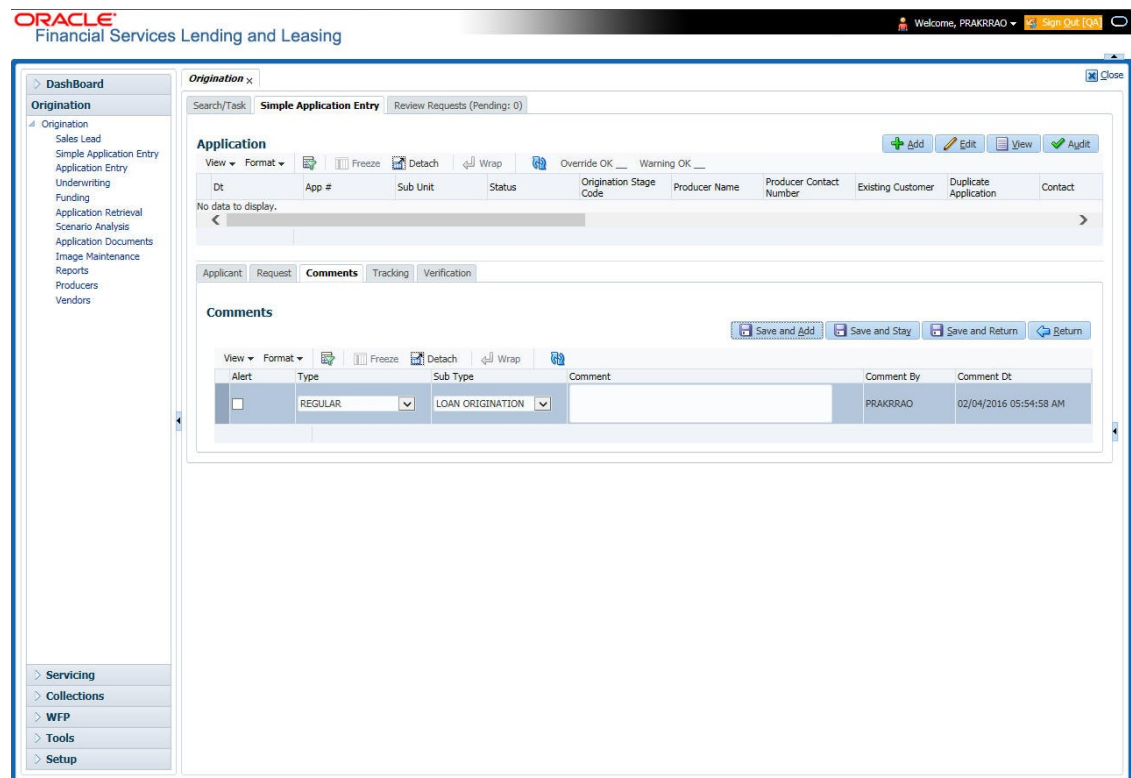 ORACLE
Financial Services Lending and Leasing
Welcome, PRAKRRAO
Sign Out [QA]
Close
DashBoard
Origination
Origination
Sales Lead
Simple Application Entry
Application Entry
Underwriting
Funding
Application Retrieval
Scenario Analysis
Application Documents
Image Maintenance
Reports
Producers
Vendors
Servicing
Collections
WFP
Tools
Setup
Origination
Search/Task Simple Application Entry Review Requests (Pending: 0)
Application
Add Edit View Audit
View Format Freeze Detach Wrap Override OK __ Warning OK __
Dt App # Sub Unit Status Origination Stage Code Producer Name Producer Contact Number Existing Customer Duplicate Application Contact
No data to display.
Applicant Request Comments Tracking Verification
Comments
Save and Add Save and Stay Save and Return Return
View Format Freeze Detach Wrap
Alert Type Sub Type Comment Comment By Comment Dt
REGULAR LOAN ORIGINATION PRAKRRAO 02/04/2016 05:54:58 AM